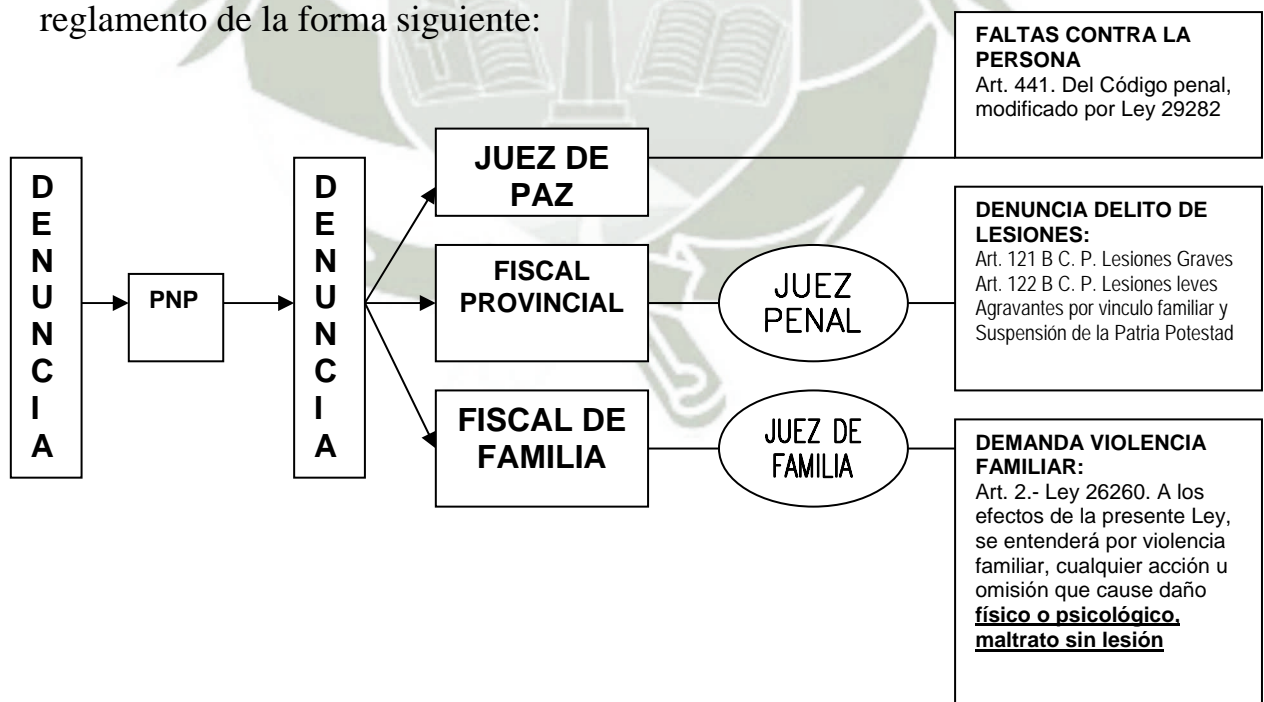 reglamento de la forma siguiente:
D
E
N
U
N
C
I
A
PNP
D
E
N
U
N
C
I
A
JUEZ DE
PAZ
FISCAL
PROVINCIAL
FISCAL DE
FAMILIA
JUEZ
PENAL
JUEZ DE
FAMILIA
FALTAS CONTRA LA
PERSONA
Art. 441. Del Código penal,
modificado por Ley 29282
DENUNCIA DELITO DE
LESIONES:
Art. 121 B C. P. Lesiones Graves
Art. 122 B C. P. Lesiones leves
Agravantes por vinculo familiar y
Suspensión de la Patria Potestad
DEMANDA VIOLENCIA
FAMILIAR:
Art. 2.- Ley 26260. A los
efectos de la presente Ley,
se entenderá por violencia
familiar, cualquier acción u
omisión que cause daño
físico o psicológico,
maltrato sin lesión